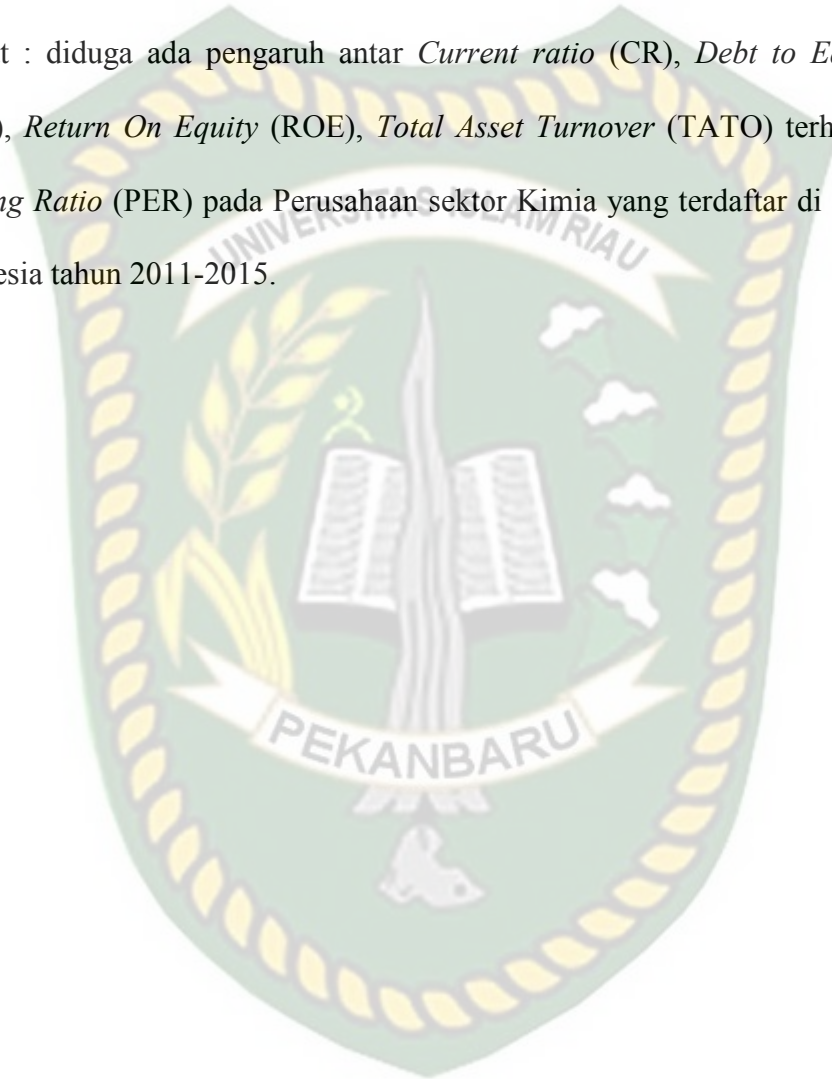 t : diduga ada pengaruh antar Current ratio (CR), Debt to E
), Return On Equity (ROE), Total Asset Turnover (TATO) terh
ng Ratio (PER) pada Perusahaan sektor Kimia yang terdaftar di
esia tahun 2011-2015.
UNIVERSITAS ISLAM RIAU
PEKANBARU